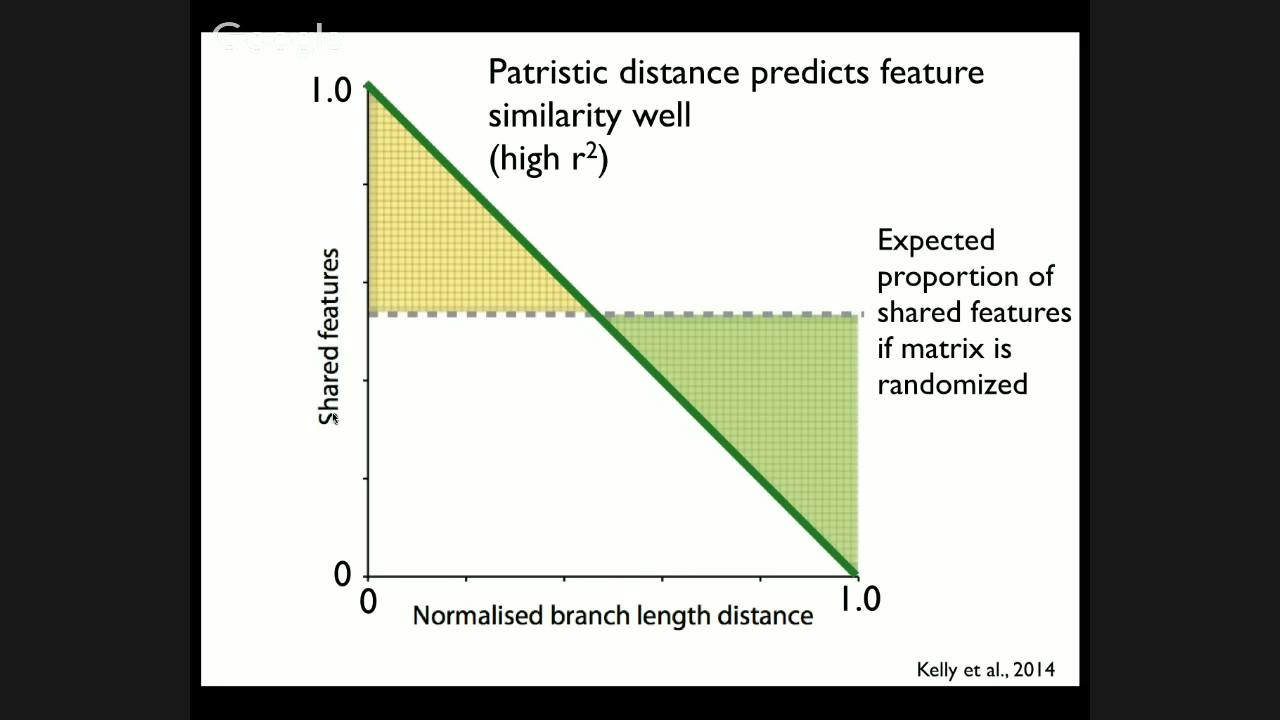 Google
Patristic distance predicts feature
similarity well
(high r²)
1.0
Expected
proportion of
shared features
if matrix is
randomized
Shared features
0
0
1.0
Normalised branch length distance
Kelly et al., 2014